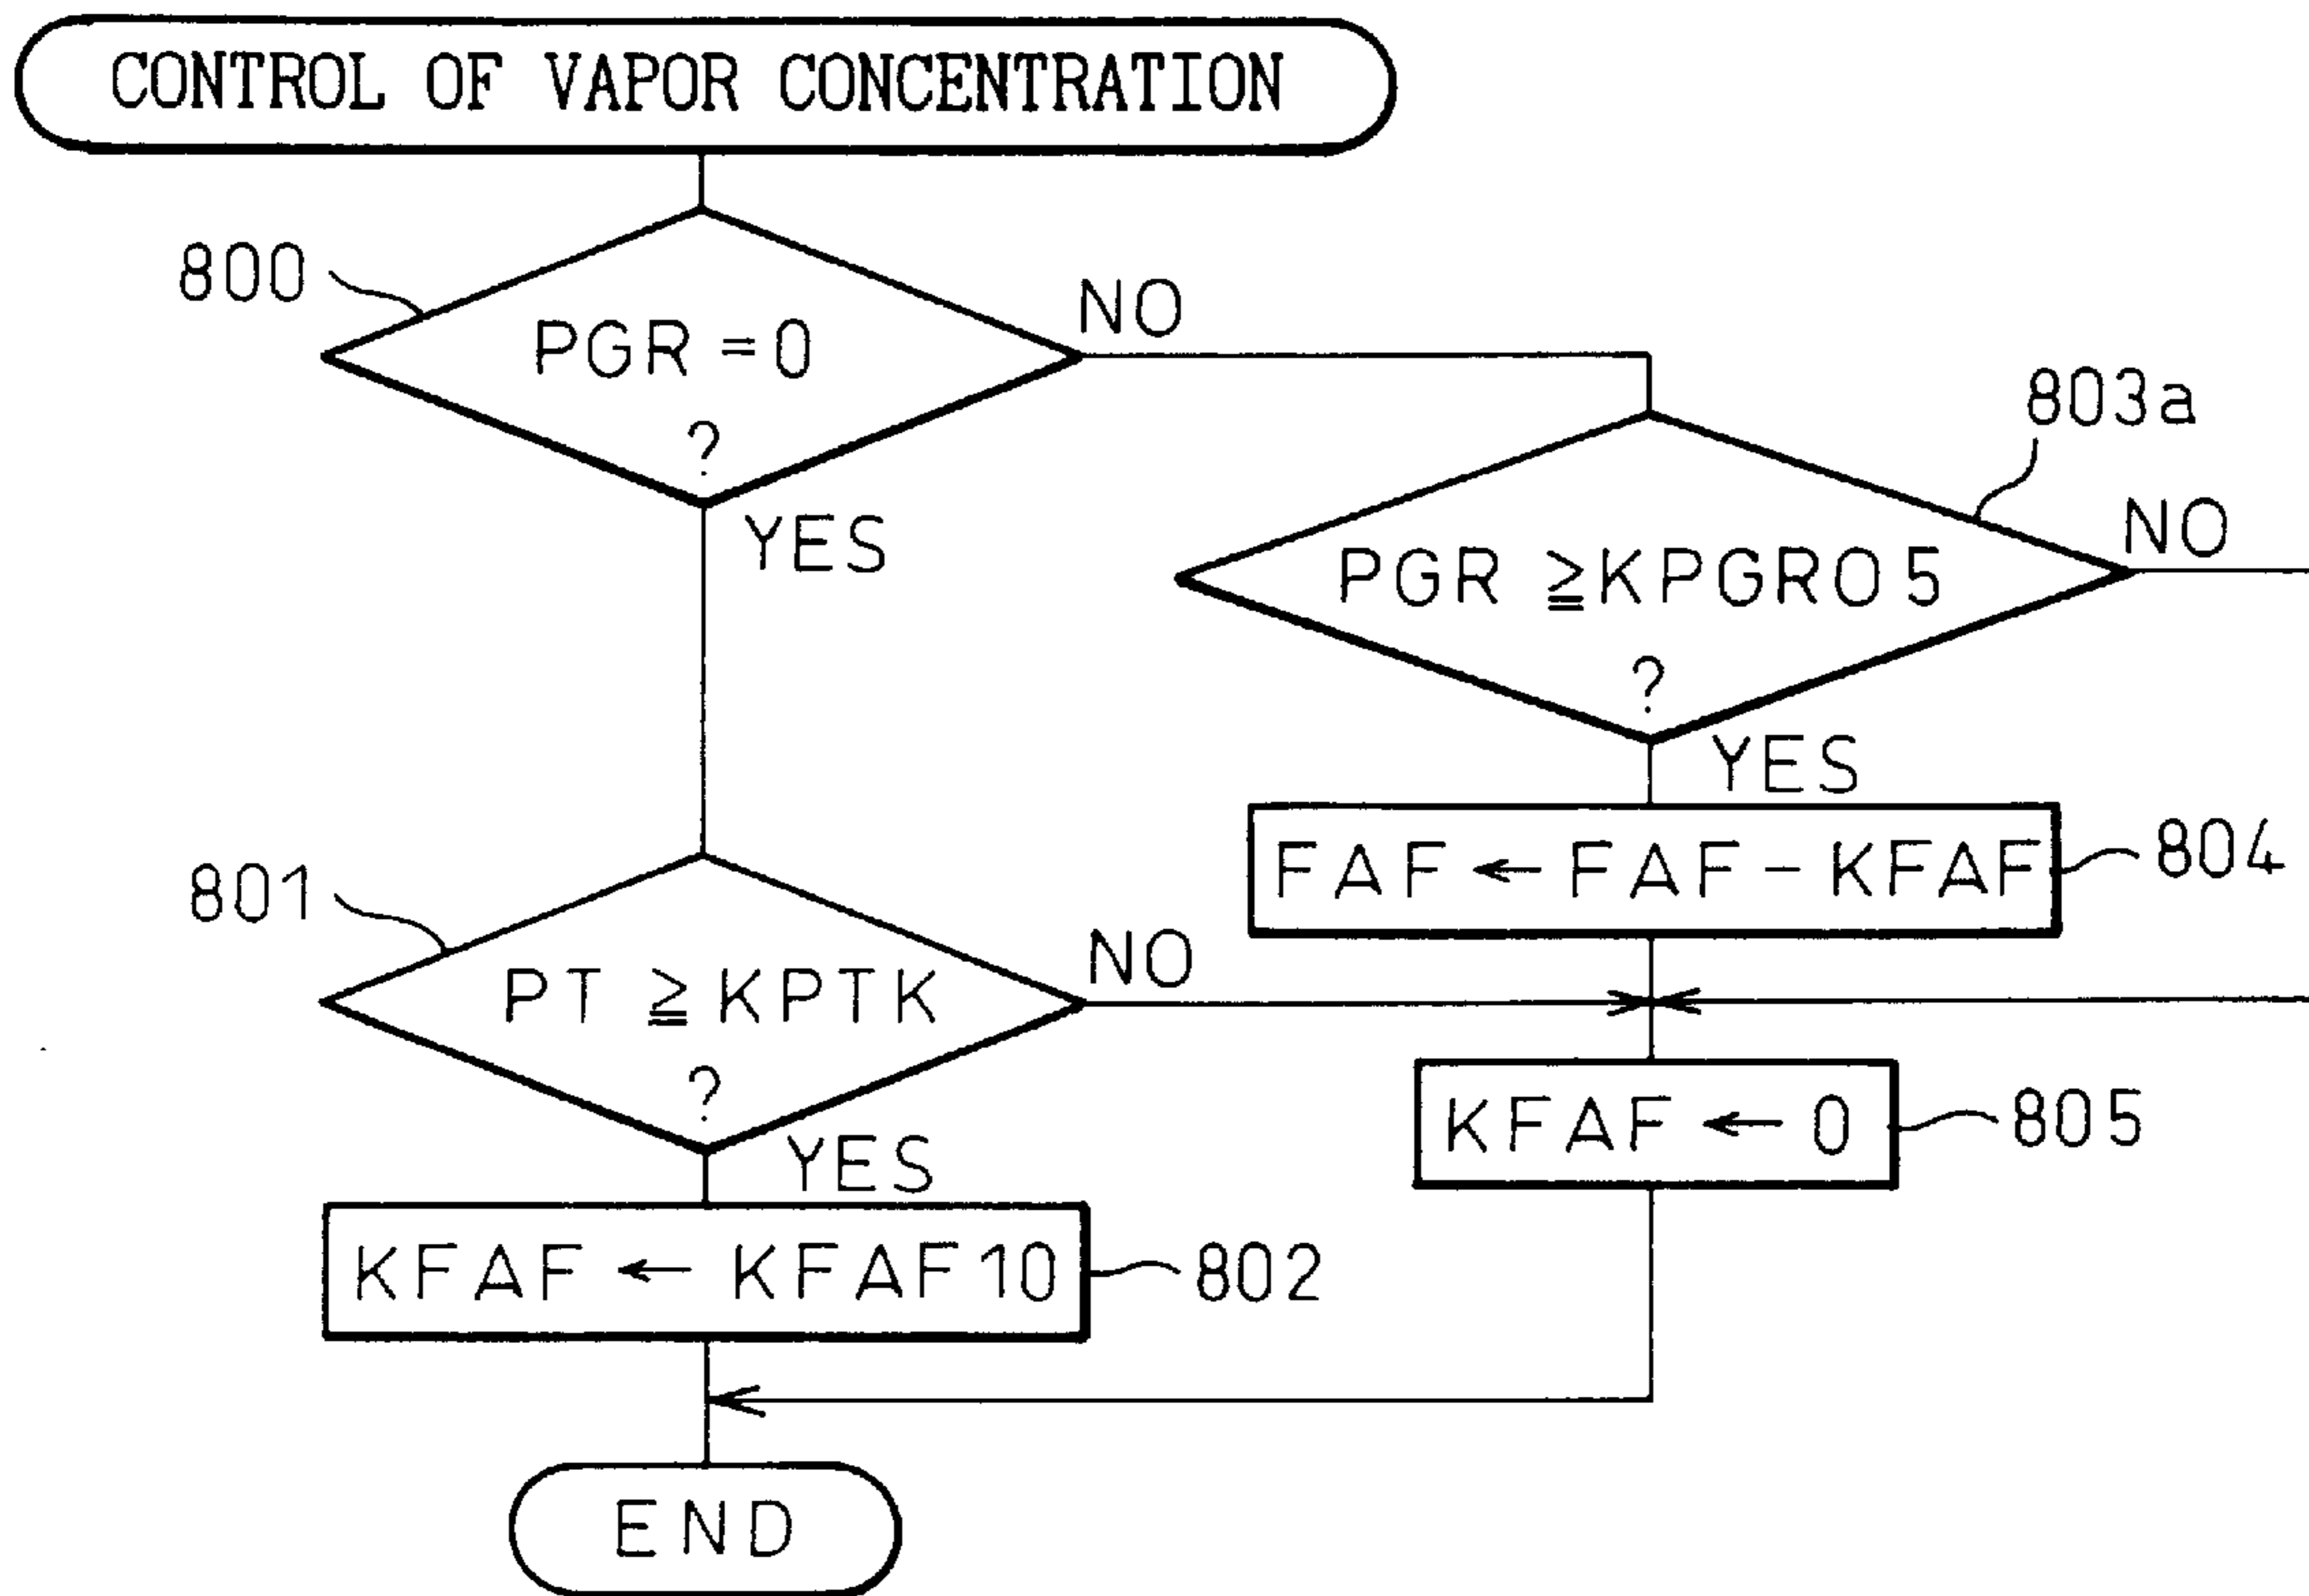 CONTROL OF VAPOR CONCENTRATION
800
PGR = 0
?
NO
YES
803a
PGR ≧ KPGR05
?
NO
YES
FAF ← FAF - KFAF
804
801
PT ≧ KPTK
?
NO
YES
KFAF ← 0
805
KFAF ← KFAF10
802
END